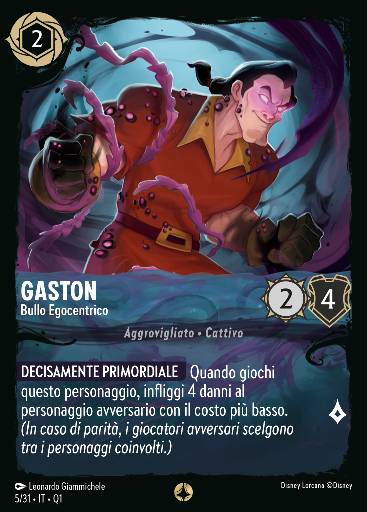 2
GASTON
Bullo Egocentrico
2
4
Aggrovigliato • Cattivo
DECISAMENTE PRIMORDIALE Quando giochi
questo personaggio, infliggi 4 danni al
personaggio avversario con il costo più basso.
(In caso di parità, i giocatori avversari scelgono
tra i personaggi coinvolti.)
Leonardo Giammichele
Disney Lorcana ©Disney
5/31 • IT • Q1